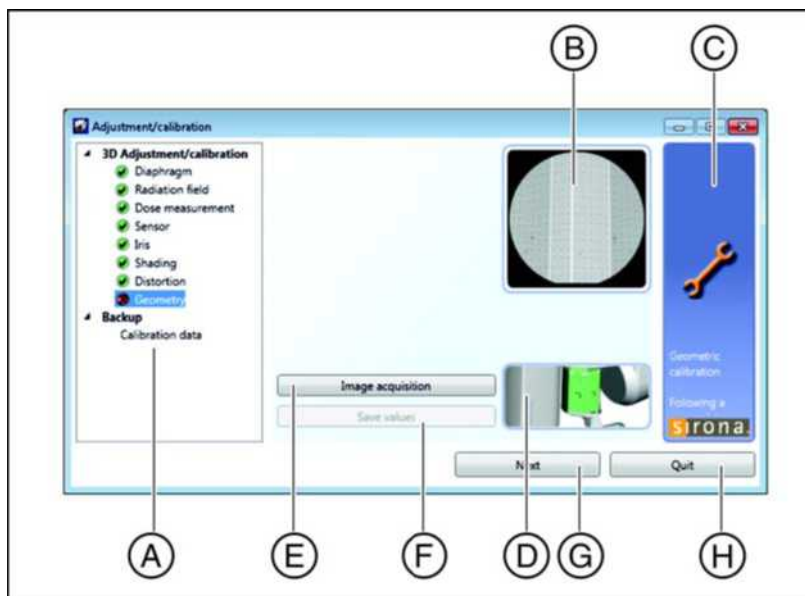 B
C
Adjustment/calibration
3D Adjustment/calibration
Diaphragm
Radiation field
Dose measurement
Sensor
Iris
Shading
Distortion
Geometry
Backup
Calibration data
Geometric
calibration
Image acquisition
Following a
Save values
sirona.
Next
Quit
A
E
F
D
G
H